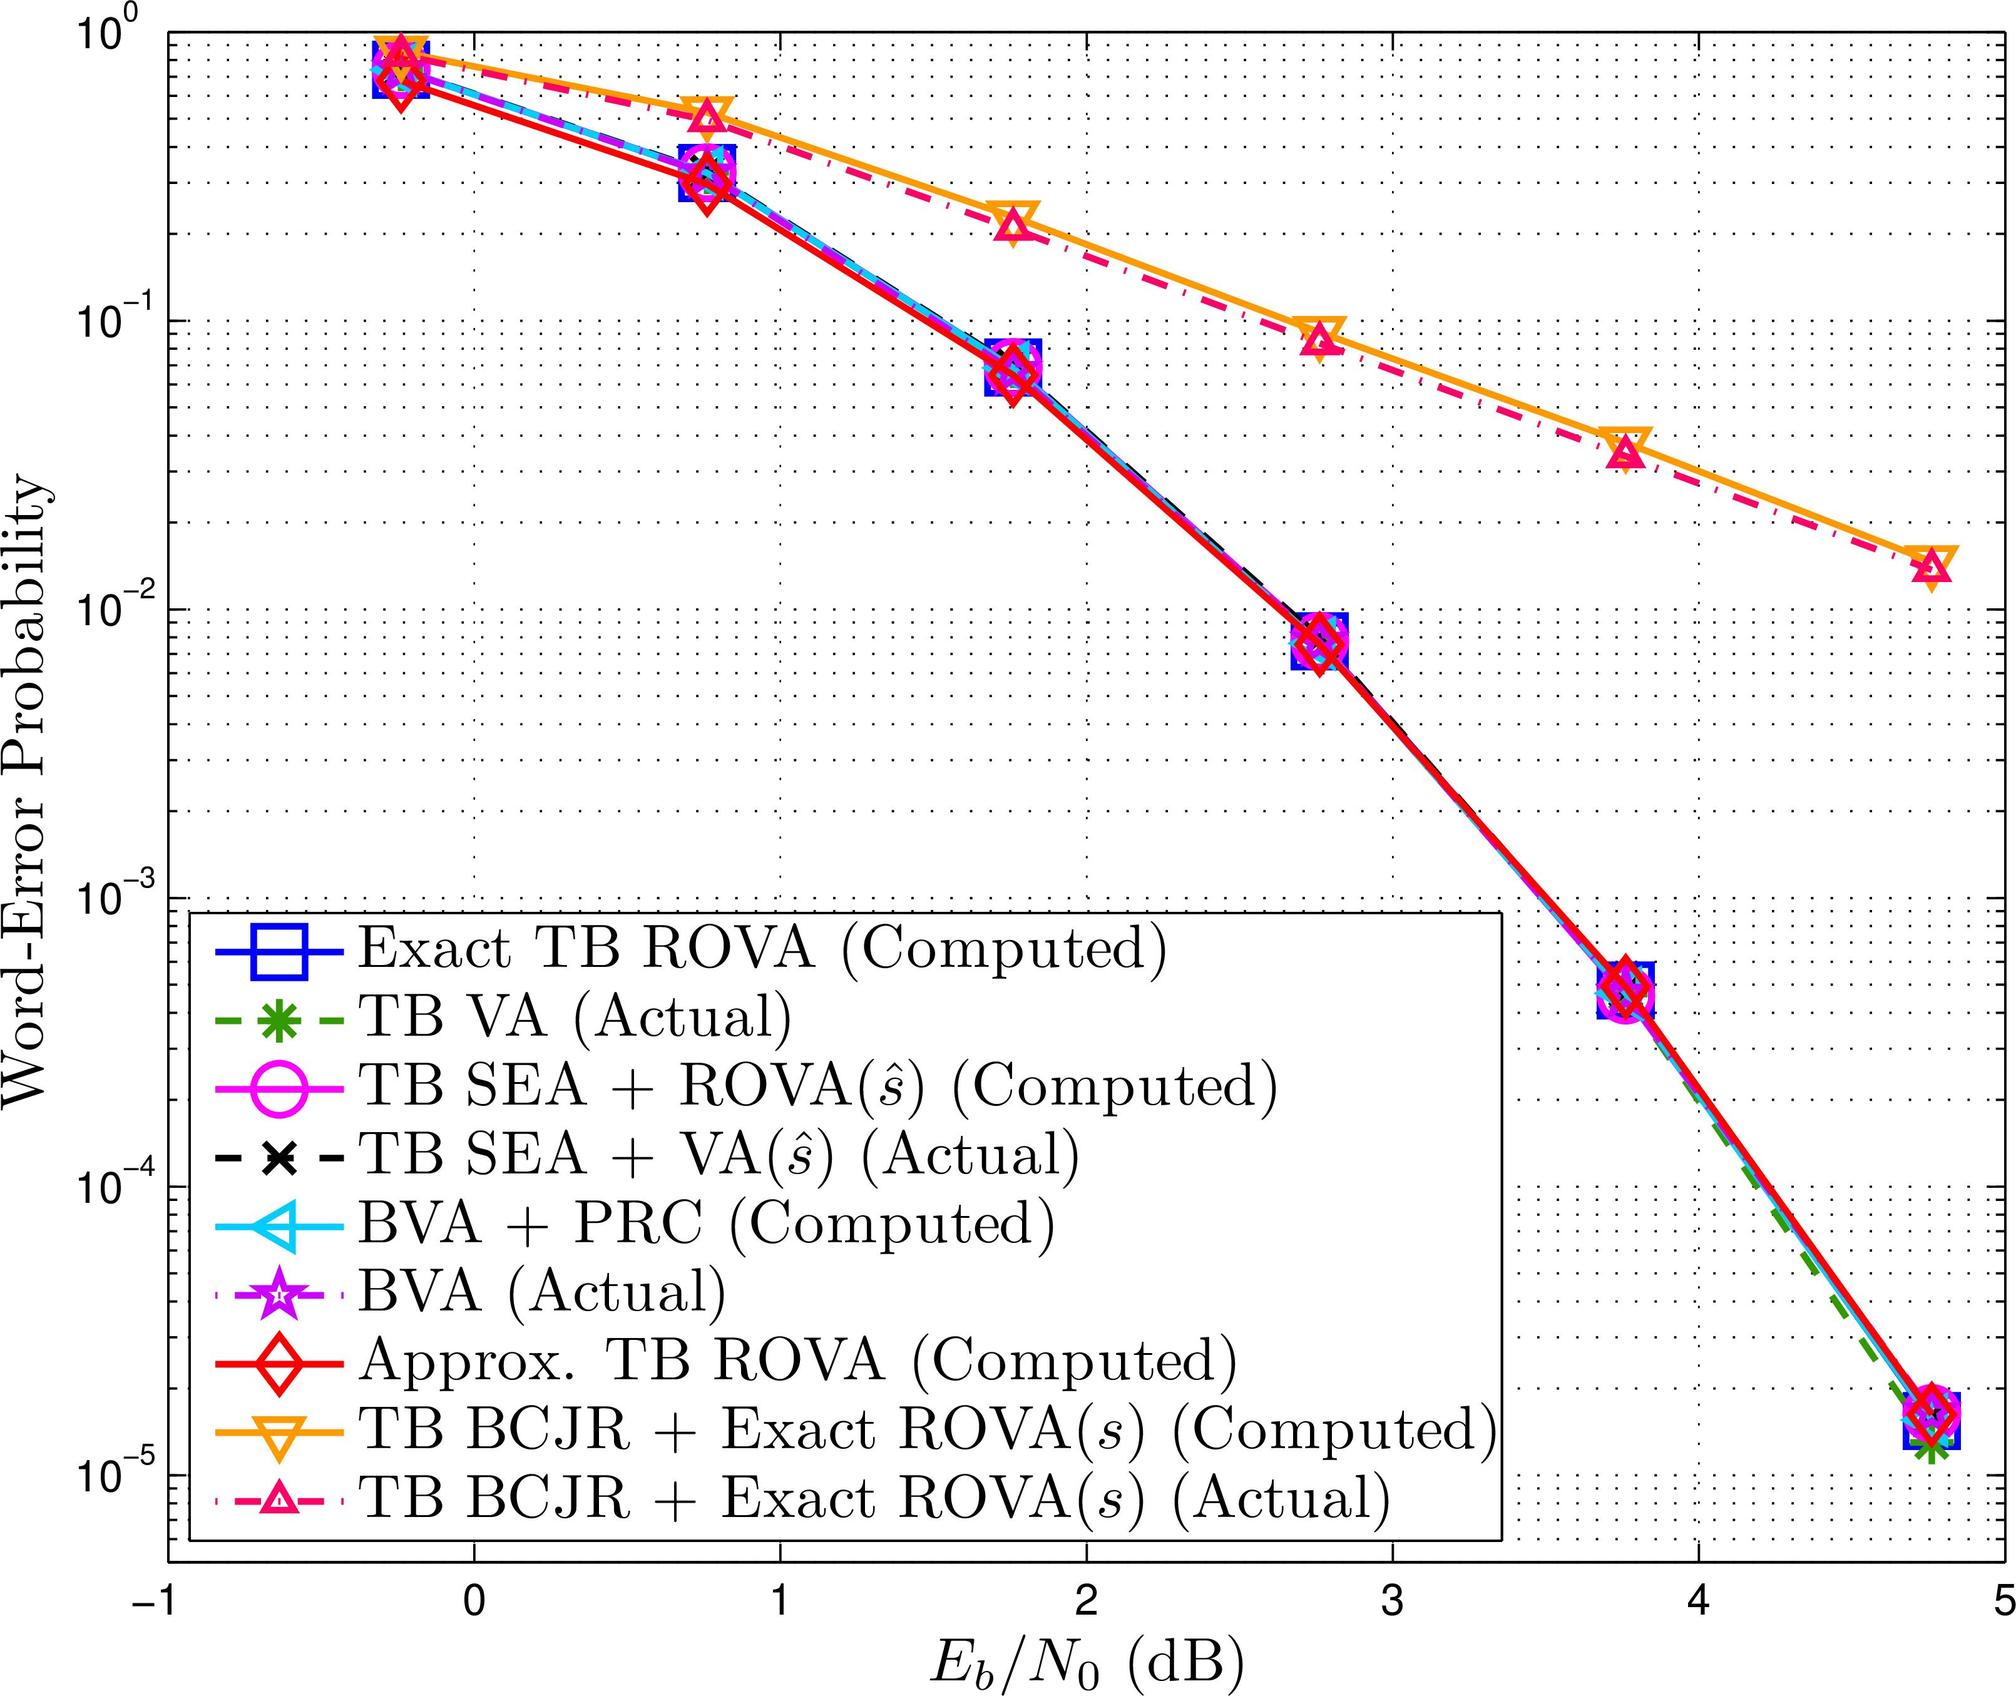 10⁰
10⁻¹
10⁻²
10⁻³
10⁻⁴
10⁻⁵
Word-Error Probability
Exact TB ROVA (Computed)
TB VA (Actual)
TB SEA + ROVA(ŝ) (Computed)
TB SEA + VA(ŝ) (Actual)
BVA + PRC (Computed)
BVA (Actual)
Approx. TB ROVA (Computed)
TB BCJR + Exact ROVA(s) (Computed)
TB BCJR + Exact ROVA(s) (Actual)
−1 0 1 2 3 4 5
E_b/N_0 (dB)